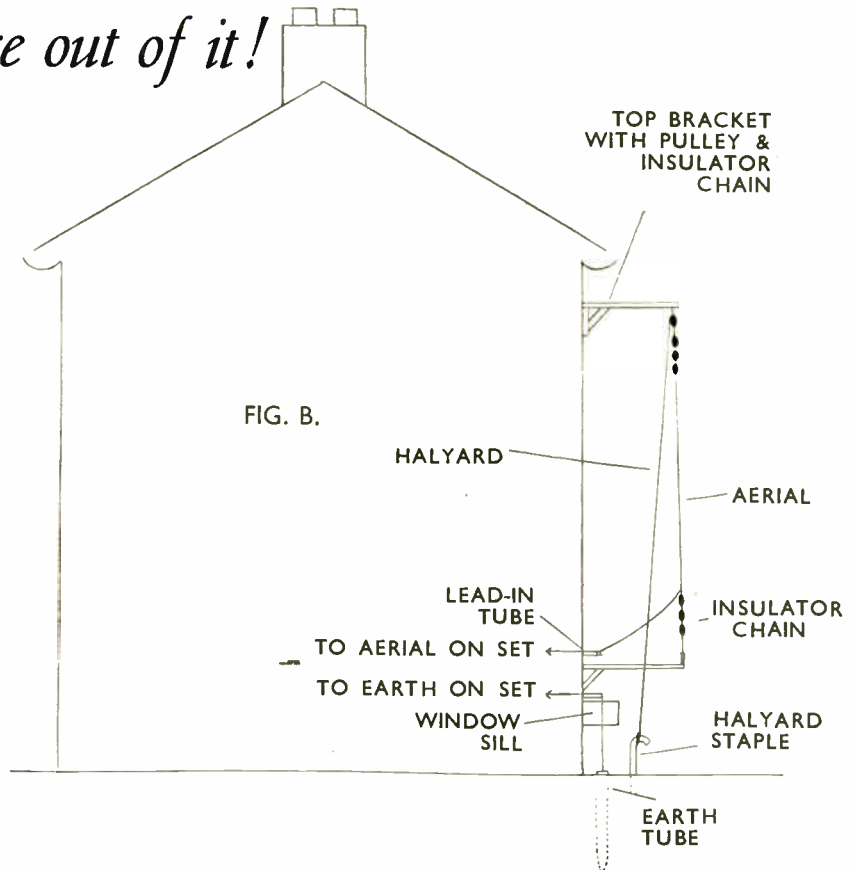 out of it!
TOP BRACKET
WITH PULLEY &
INSULATOR
CHAIN
FIG. B.
HALYARD
AERIAL
LEAD-IN
TUBE
INSULATOR
CHAIN
TO AERIAL ON SET
TO EARTH ON SET
WINDOW
SILL
HALYARD
STAPLE
EARTH
TUBE